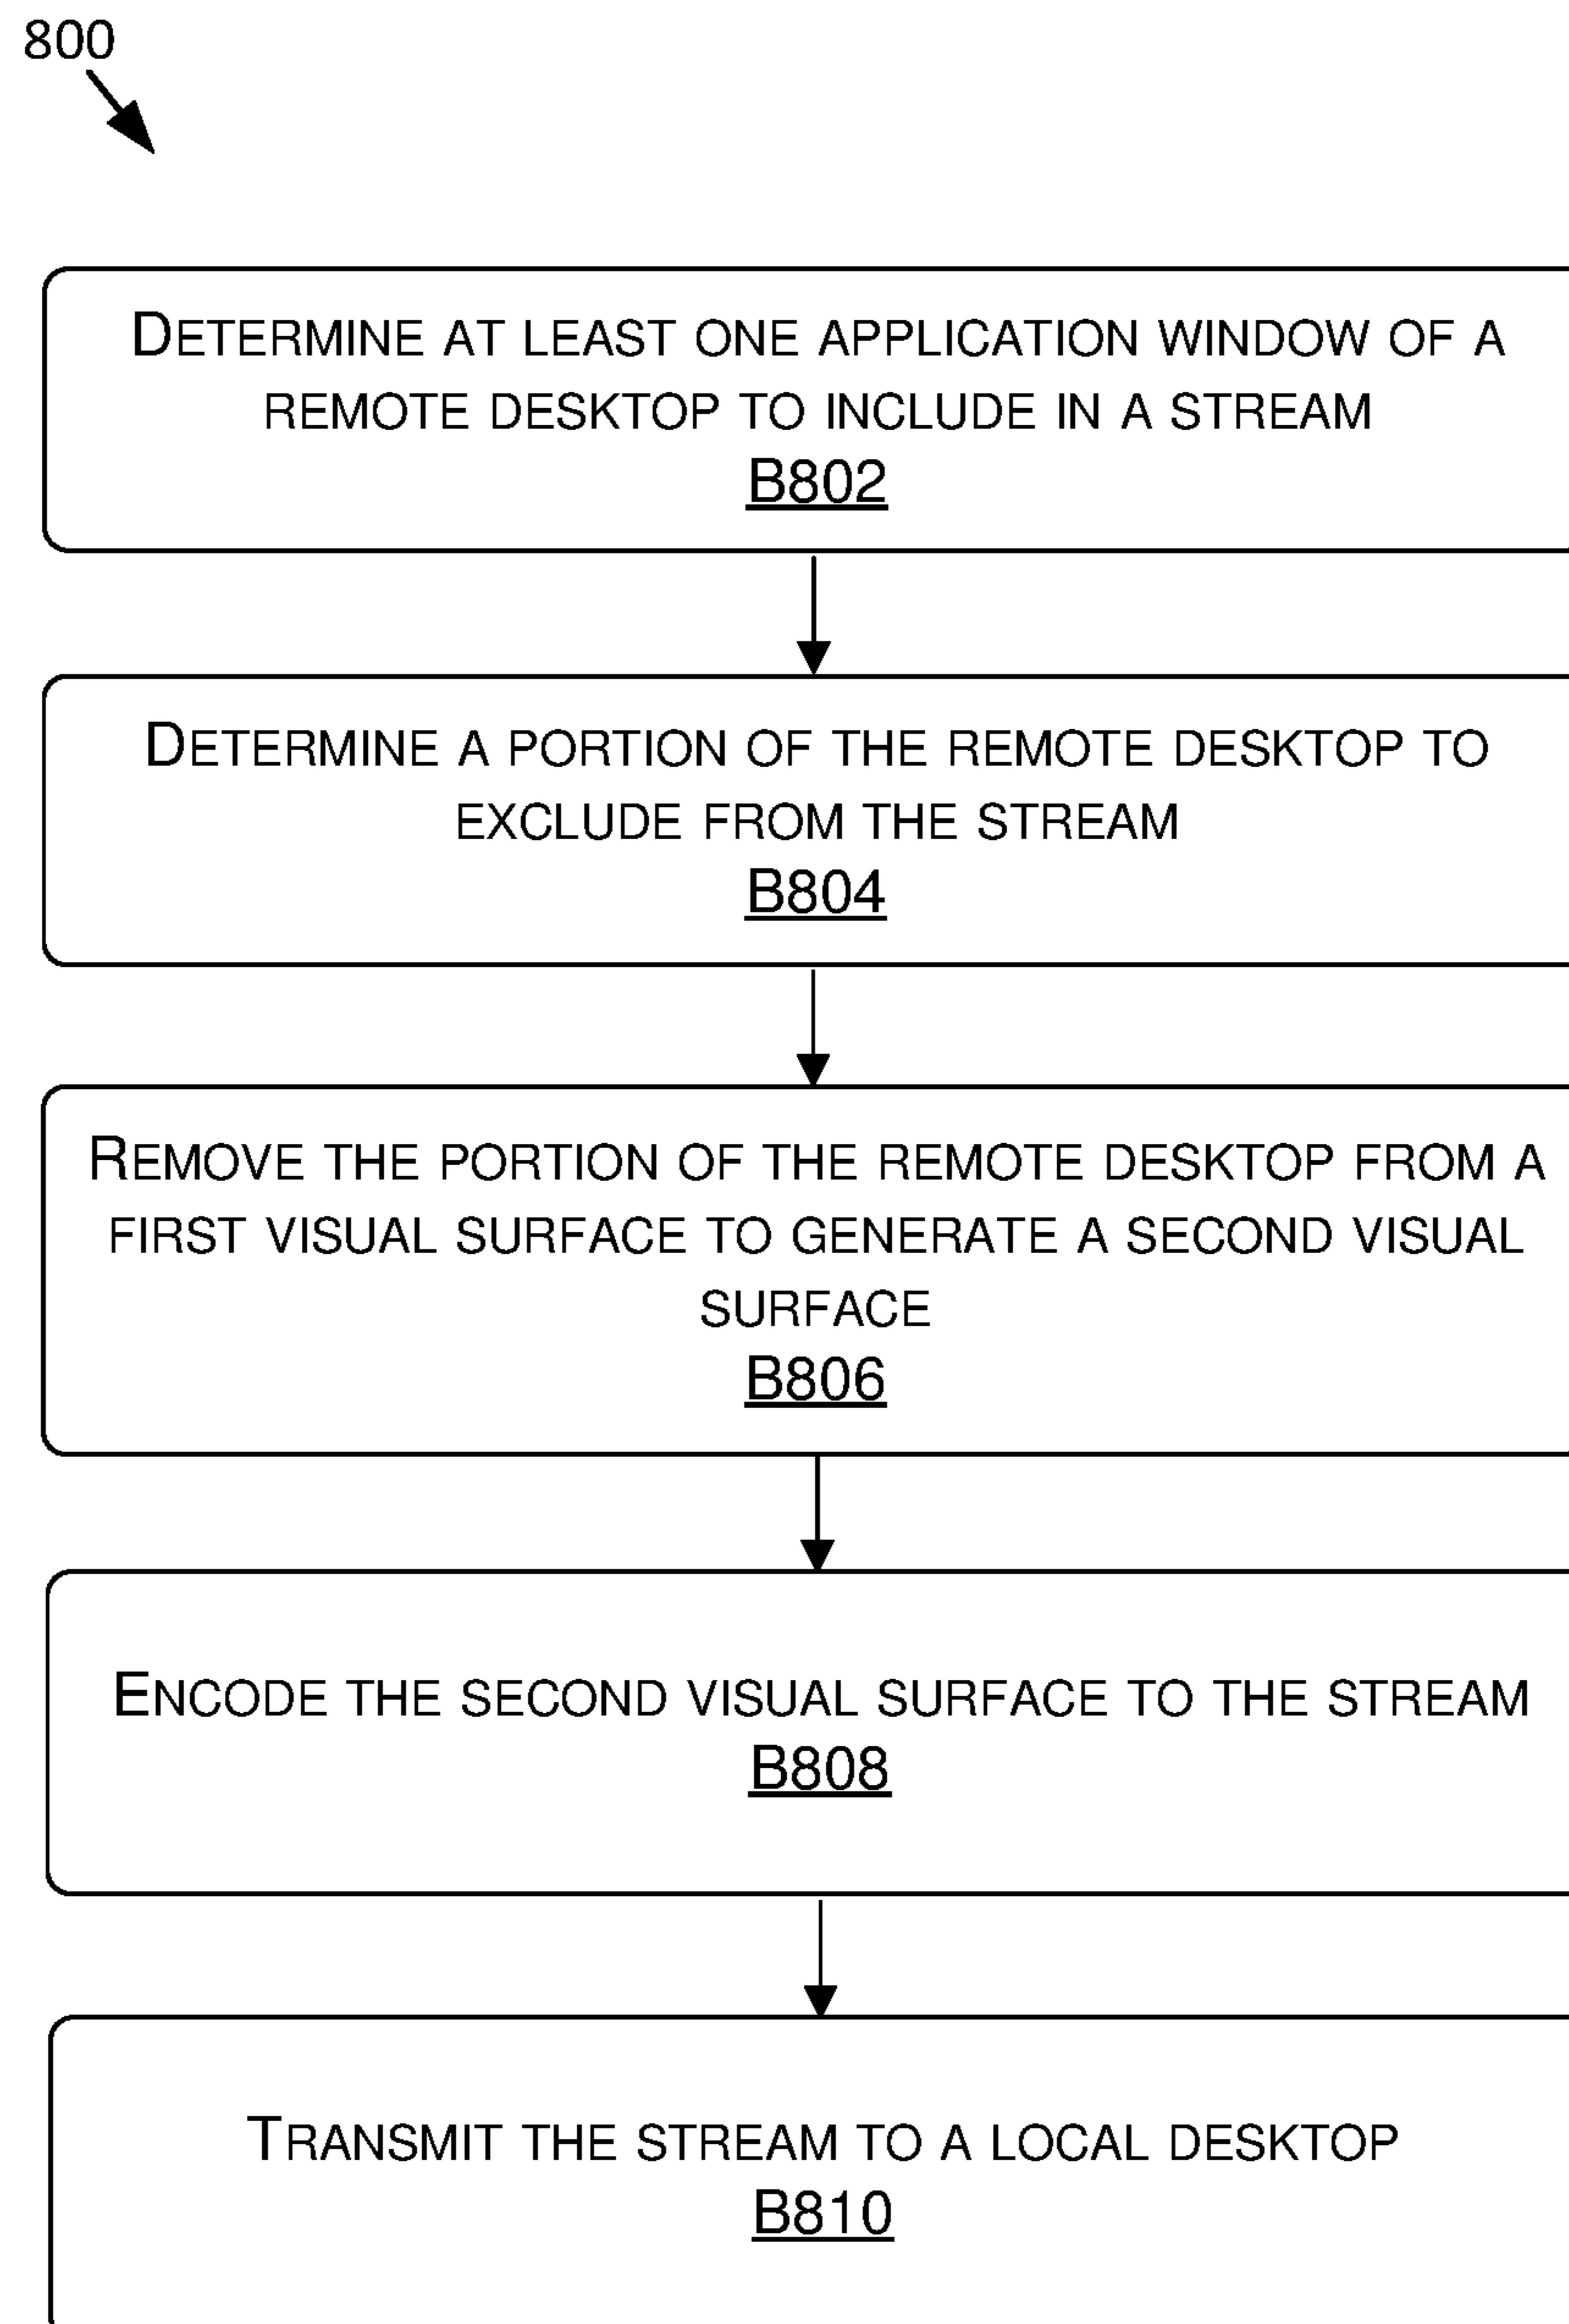 800
DETERMINE AT LEAST ONE APPLICATION WINDOW OF A
REMOTE DESKTOP TO INCLUDE IN A STREAM
B802
DETERMINE A PORTION OF THE REMOTE DESKTOP TO
EXCLUDE FROM THE STREAM
B804
REMOVE THE PORTION OF THE REMOTE DESKTOP FROM A
FIRST VISUAL SURFACE TO GENERATE A SECOND VISUAL
SURFACE
B806
ENCODE THE SECOND VISUAL SURFACE TO THE STREAM
B808
TRANSMIT THE STREAM TO A LOCAL DESKTOP
B810